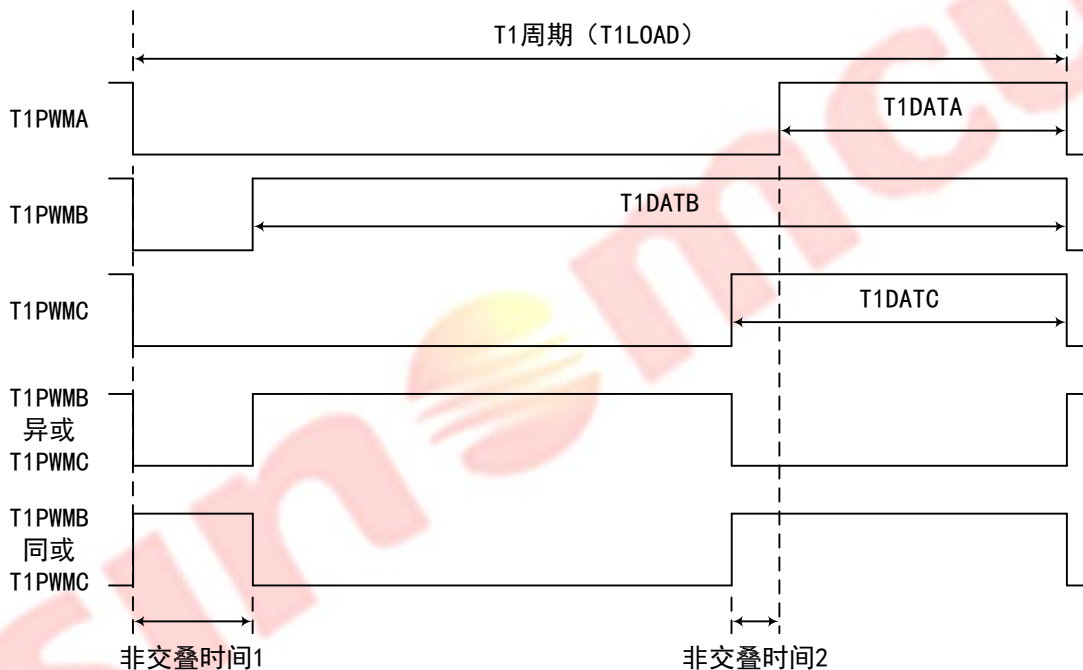 T1周期（T1LOAD）
T1PWMA
T1DATA
T1PWMB
T1DATB
T1PWMC
T1DATC
T1PWMB
异或
T1PWMC
T1PWMB
同或
T1PWMC
非交叠时间1
非交叠时间2
sinomcu